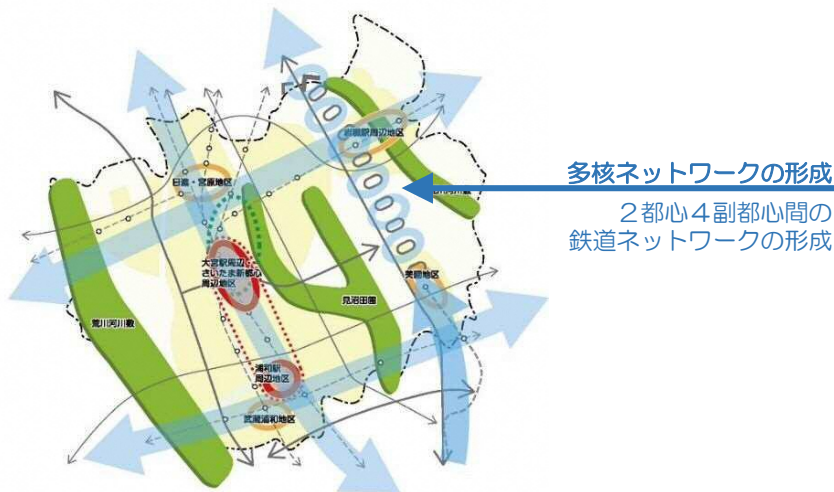 岩槻駅周辺地区
日進・宮原地区
多核ネットワークの形成
2都心4副都心間の
鉄道ネットワークの形成
大宮駅周辺・
さいたま新都心
周辺地区
美園地区
見沼田圃
荒川河川敷
浦和駅
周辺地区
武蔵浦和地区